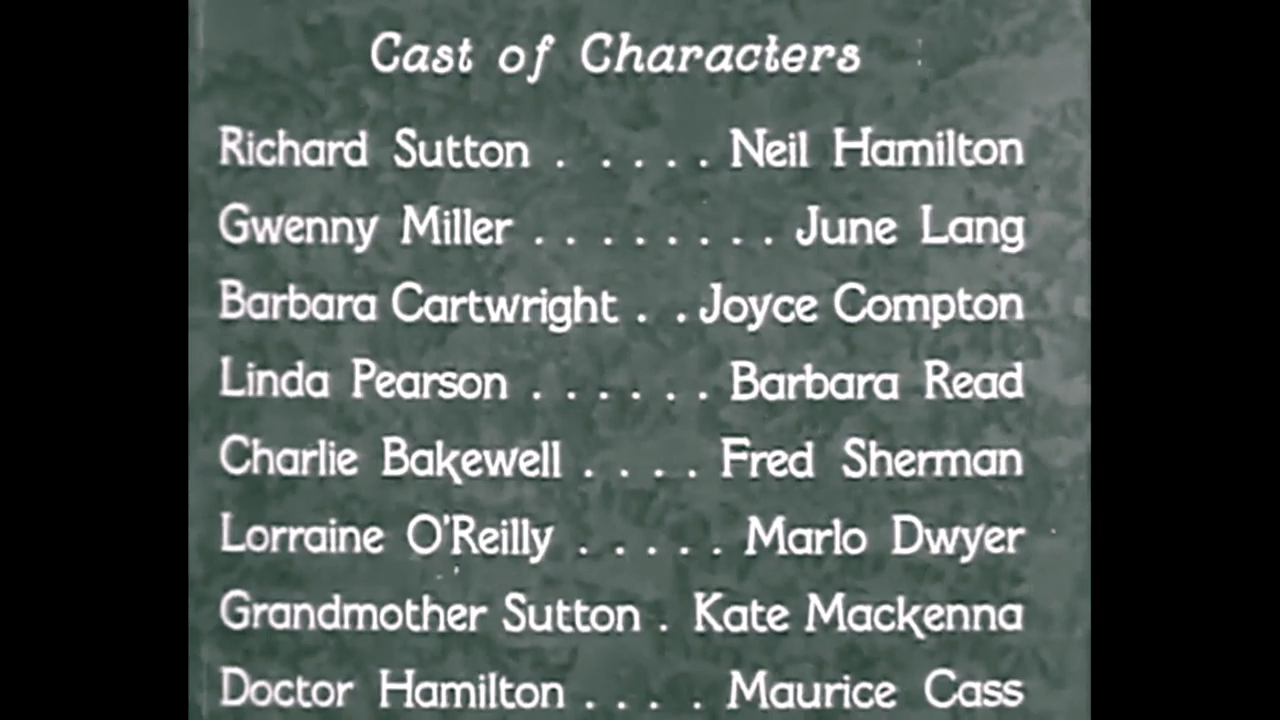 Cast of Characters
Richard Sutton . . . . . Neil Hamilton
Gwenny Miller . . . . . . . . June Lang
Barbara Cartwright . . Joyce Compton
Linda Pearson . . . . . . Barbara Read
Charlie Bakewell . . . . Fred Sherman
Lorraine O'Reilly . . . . . Marlo Dwyer
Grandmother Sutton . Kate Mackenna
Doctor Hamilton . . . . Maurice Cass